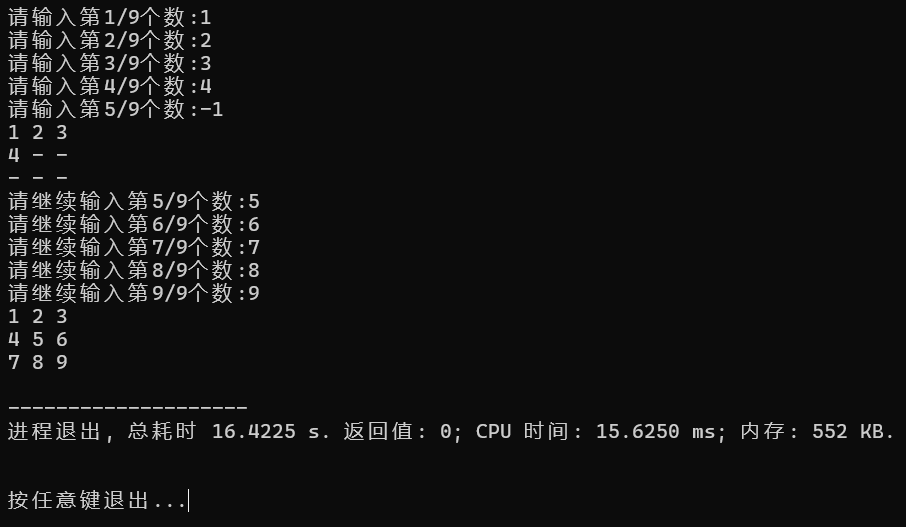 请输入第1/9个数:1
请输入第2/9个数:2
请输入第3/9个数:3
请输入第4/9个数:4
请输入第5/9个数:-1
1 2 3
4 - -
- - -
请继续输入第5/9个数:5
请继续输入第6/9个数:6
请继续输入第7/9个数:7
请继续输入第8/9个数:8
请继续输入第9/9个数:9
1 2 3
4 5 6
7 8 9
--------------------
进程退出, 总耗时 16.4225 s. 返回值: 0; CPU 时间: 15.6250 ms; 内存: 552 KB.
按任意键退出...